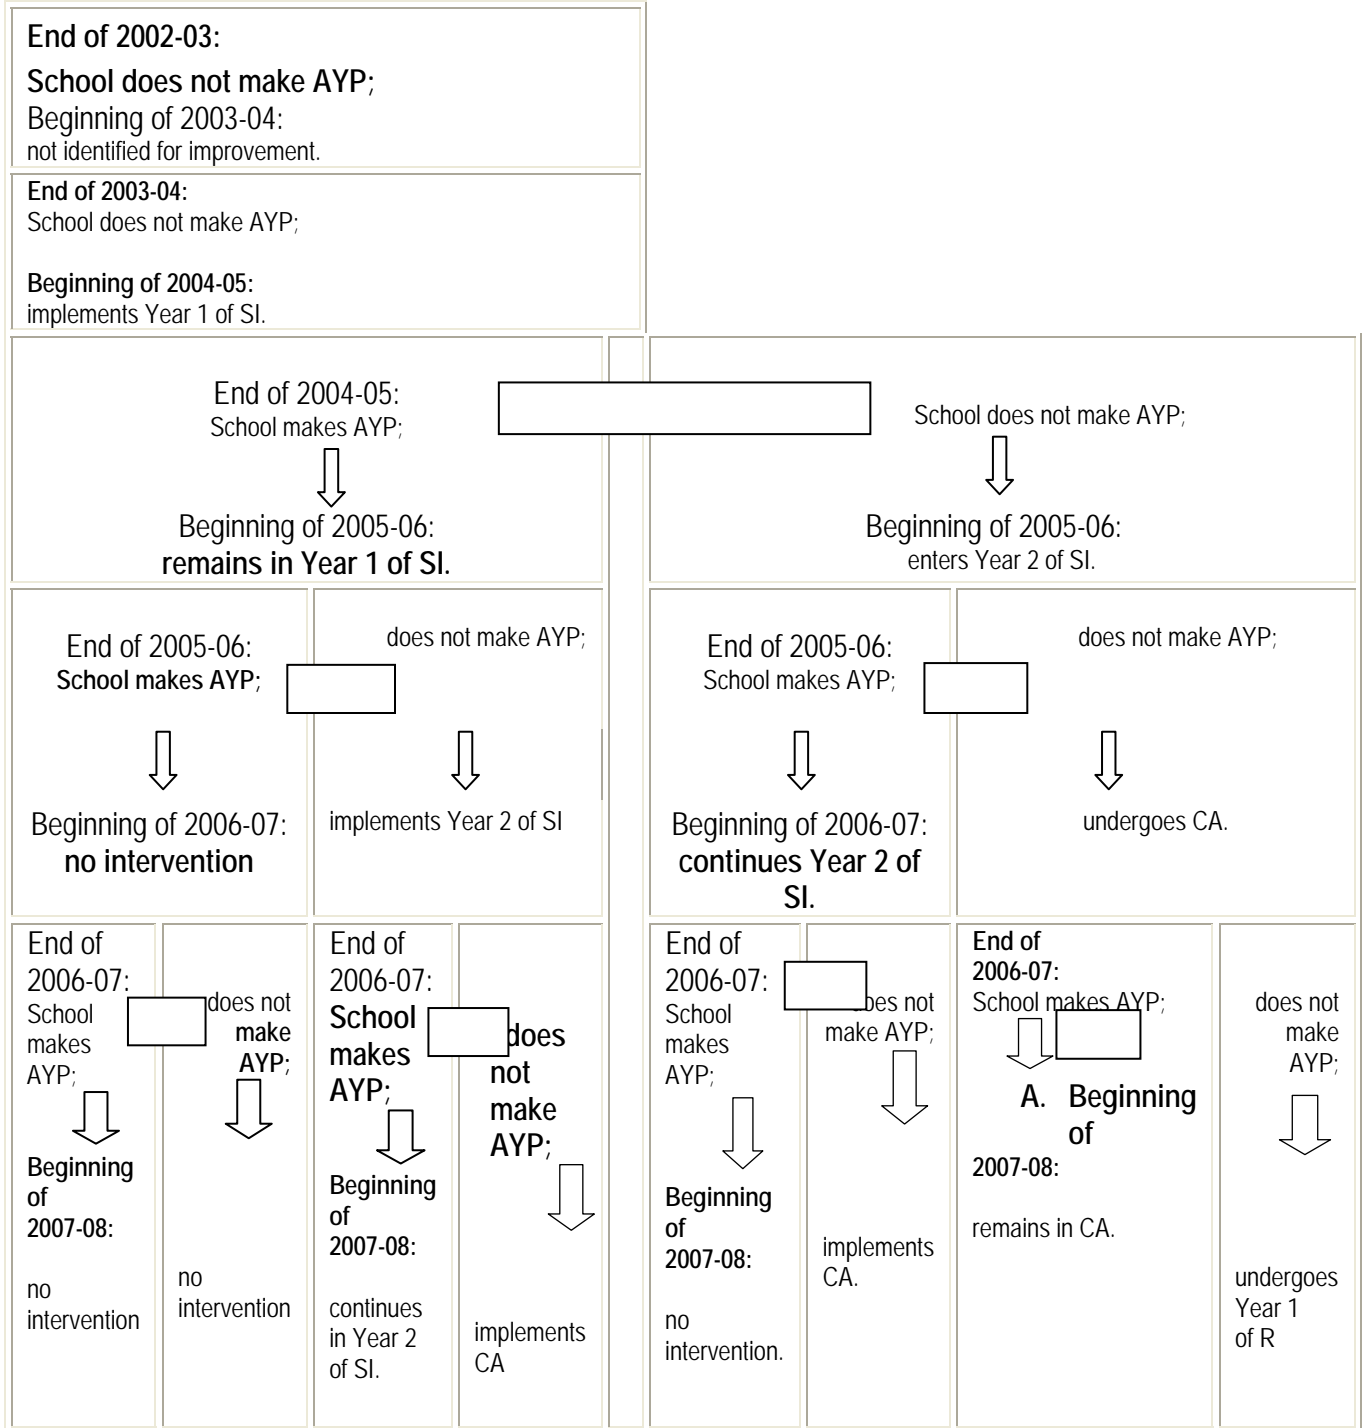 End of 2002-03:
School does not make AYP;
Beginning of 2003-04:
not identified for improvement.
End of 2003-04:
School does not make AYP;
Beginning of 2004-05:
implements Year 1 of SI.
End of 2004-05:
School makes AYP;
Beginning of 2005-06:
remains in Year 1 of SI.
School does not make AYP;
Beginning of 2005-06:
enters Year 2 of SI.
End of 2005-06:
School makes AYP;
Beginning of 2006-07:
no intervention
does not make AYP;
implements Year 2 of SI
End of 2005-06:
School makes AYP;
Beginning of 2006-07:
continues Year 2 of
SI.
does not make AYP;
undergoes CA.
End of
2006-07:
School
makes
AYP;
Beginning
of
2007-08:
no
intervention
does not
make
AYP;
no
intervention
End of
2006-07:
School
makes
AYP;
Beginning
of
2007-08:
continues
in Year 2
of SI.
does
not
make
AYP;
implements
CA
End of
2006-07:
School
makes
AYP;
Beginning
of
2007-08:
no
intervention.
does not
make AYP;
implements
CA.
End of
2006-07:
School makes AYP;
A. Beginning
of
2007-08:
remains in CA.
does not
make
AYP;
undergoes
Year 1
of R